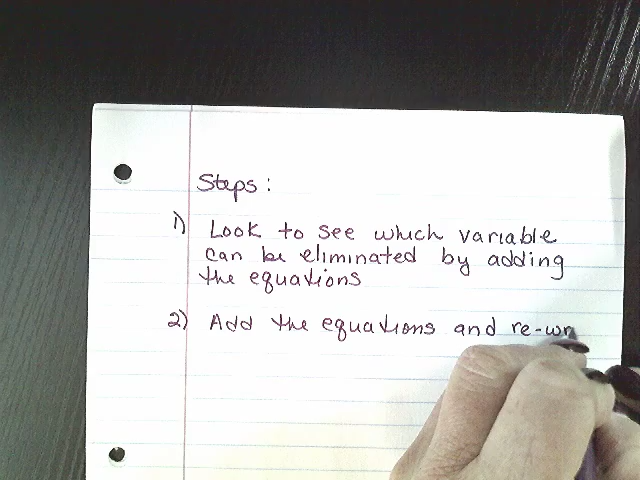 Steps:
1) Look to see which variable
can be eliminated by adding
the equations
2) Add the equations and re-wr